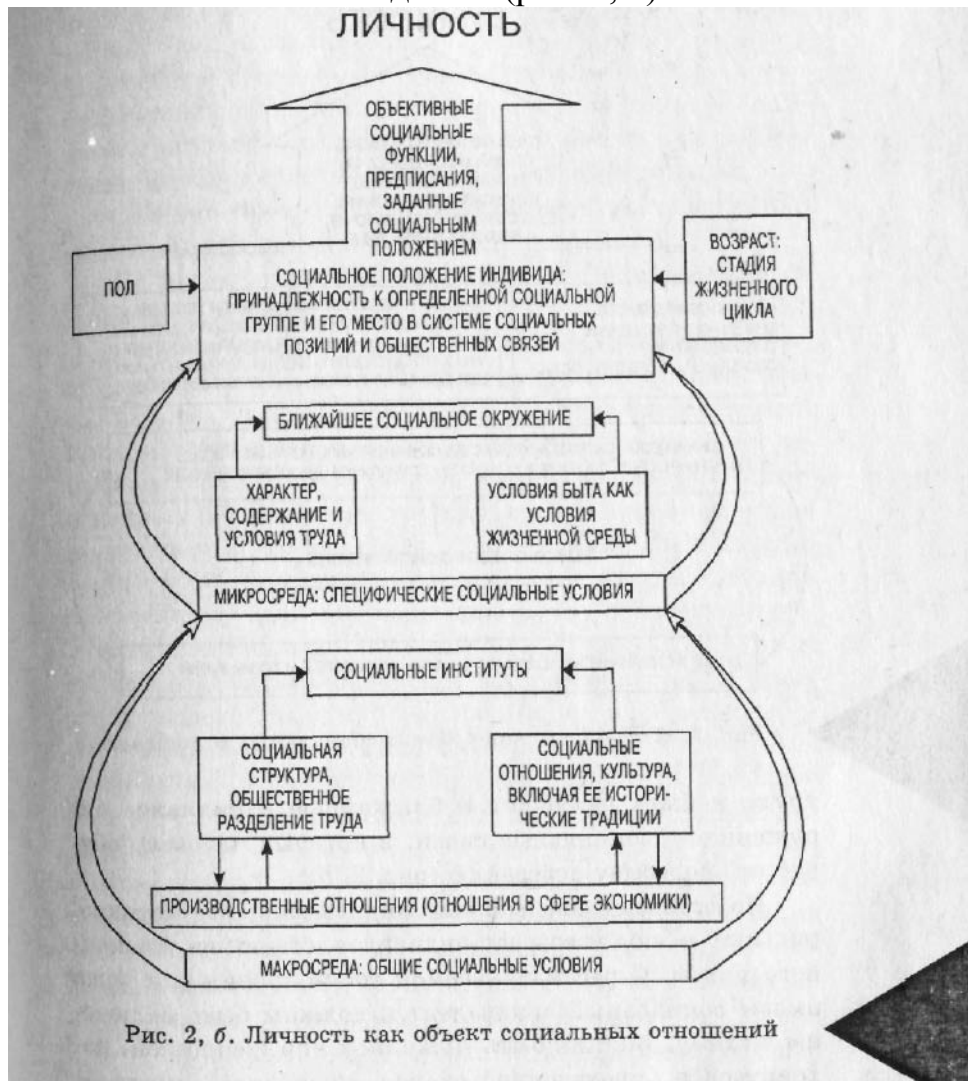 ЛИЧНОСТЬ
ОБЪЕКТИВНЫЕ
СОЦИАЛЬНЫЕ
ФУНКЦИИ,
ПРЕДПИСАНИЯ,
ЗАДАННЫЕ
СОЦИАЛЬНЫМ
ПОЛОЖЕНИЕМ
ПОЛ
СОЦИАЛЬНОЕ ПОЛОЖЕНИЕ ИНДИВИДА:
ПРИНАДЛЕЖНОСТЬ К ОПРЕДЕЛЕННОЙ СОЦИАЛЬНОЙ
ГРУППЕ И ЕГО МЕСТО В СИСТЕМЕ СОЦИАЛЬНЫХ
ПОЗИЦИЙ И ОБЩЕСТВЕННЫХ СВЯЗЕЙ
ВОЗРАСТ:
СТАДИЯ
ЖИЗНЕННОГО
ЦИКЛА
БЛИЖАЙШЕЕ СОЦИАЛЬНОЕ ОКРУЖЕНИЕ
ХАРАКТЕР,
СОДЕРЖАНИЕ И
УСЛОВИЯ ТРУДА
УСЛОВИЯ БЫТА КАК
УСЛОВИЯ
ЖИЗНЕННОЙ СРЕДЫ
МИКРОСРЕДА: СПЕЦИФИЧЕСКИЕ СОЦИАЛЬНЫЕ УСЛОВИЯ
СОЦИАЛЬНЫЕ ИНСТИТУТЫ
СОЦИАЛЬНАЯ
СТРУКТУРА,
ОБЩЕСТВЕННОЕ
РАЗДЕЛЕНИЕ ТРУДА
СОЦИАЛЬНЫЕ
ОТНОШЕНИЯ, КУЛЬТУРА,
ВКЛЮЧАЯ ЕЕ ИСТОРИ-
ЧЕСКИЕ ТРАДИЦИИ
ПРОИЗВОДСТВЕННЫЕ ОТНОШЕНИЯ (ОТНОШЕНИЯ В СФЕРЕ ЭКОНОМИКИ)
МАКРОСРЕДА: ОБЩИЕ СОЦИАЛЬНЫЕ УСЛОВИЯ
Рис. 2, б. Личность как объект социальных отношений